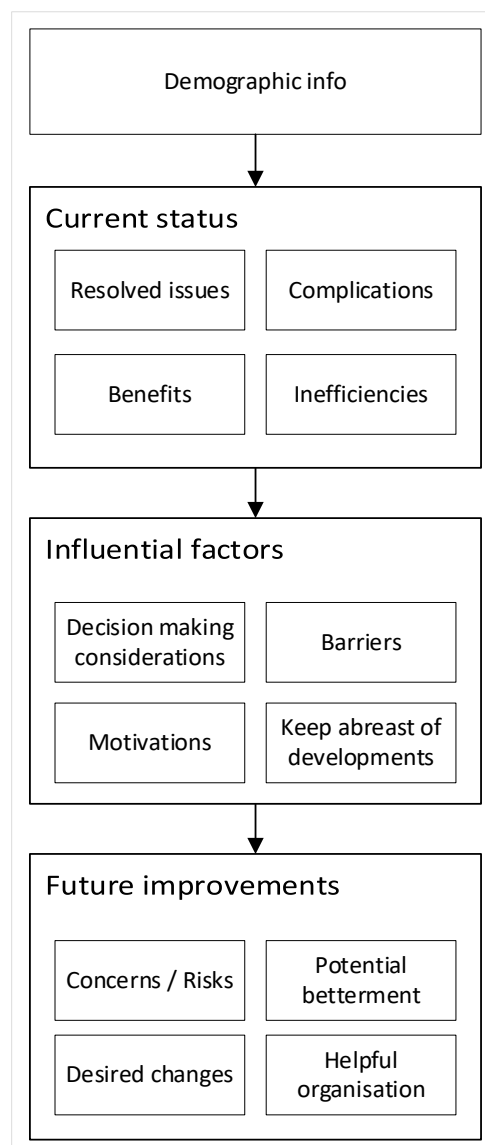 Demographic info
Current status
Resolved issues
Complications
Benefits
Inefficiencies
Influential factors
Decision making
considerations
Barriers
Motivations
Keep abreast of
developments
Future improvements
Concerns / Risks
Potential
betterment
Desired changes
Helpful
organisation